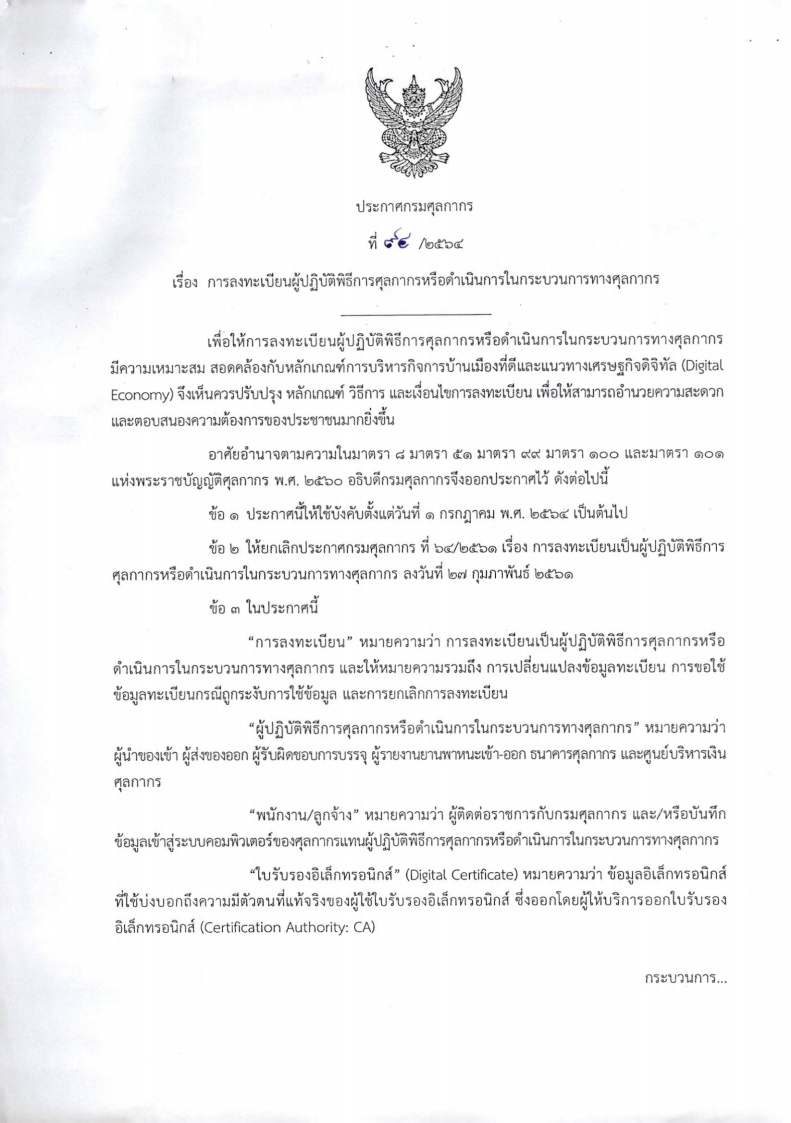 ประกาศกรมศุลกากร
ที่ ๙๔ /๒๕๖๔
เรื่อง การลงทะเบียนผู้ปฏิบัติพิธีการศุลกากรหรือดำเนินการในกระบวนการทางศุลกากร
เพื่อให้การลงทะเบียนผู้ปฏิบัติพิธีการศุลกากรหรือดำเนินการในกระบวนการทางศุลกากร
มีความเหมาะสม สอดคล้องกับหลักเกณฑ์การบริหารกิจการบ้านเมืองที่ดีและแนวทางเศรษฐกิจดิจิทัล (Digital
Economy) จึงเห็นควรปรับปรุง หลักเกณฑ์ วิธีการ และเงื่อนไขการลงทะเบียน เพื่อให้สามารถอำนวยความสะดวก
และตอบสนองความต้องการของประชาชนมากยิ่งขึ้น
อาศัยอำนาจตามความในมาตรา ๘ มาตรา ๕๑ มาตรา ๙๙ มาตรา ๑๐๐ และมาตรา ๑๐๑
แห่งพระราชบัญญัติศุลกากร พ.ศ. ๒๕๖๐ อธิบดีกรมศุลกากรจึงออกประกาศไว้ ดังต่อไปนี้
ข้อ ๑ ประกาศนี้ให้ใช้บังคับตั้งแต่วันที่ ๑ กรกฎาคม พ.ศ. ๒๕๖๔ เป็นต้นไป
ข้อ ๒ ให้ยกเลิกประกาศกรมศุลกากร ที่ ๖๔/๒๕๖๑ เรื่อง การลงทะเบียนเป็นผู้ปฏิบัติพิธีการ
ศุลกากรหรือดำเนินการในกระบวนการทางศุลกากร ลงวันที่ ๒๗ กุมภาพันธ์ ๒๕๖๑
ข้อ ๓ ในประกาศนี้
“การลงทะเบียน” หมายความว่า การลงทะเบียนเป็นผู้ปฏิบัติพิธีการศุลกากรหรือ
ดำเนินการในกระบวนการทางศุลกากร และให้หมายความรวมถึง การเปลี่ยนแปลงข้อมูลทะเบียน การขอใช้
ข้อมูลทะเบียนกรณีถูกระงับการใช้ข้อมูล และการยกเลิกการลงทะเบียน
“ผู้ปฏิบัติพิธีการศุลกากรหรือดำเนินการในกระบวนการทางศุลกากร” หมายความว่า
ผู้นำของเข้า ผู้ส่งของออก ผู้รับผิดชอบการบรรจุ ผู้รายงานยานพาหนะเข้า-ออก ธนาคารศุลกากร และศูนย์บริหารเงิน
ศุลกากร
“พนักงาน/ลูกจ้าง” หมายความว่า ผู้ติดต่อราชการกับกรมศุลกากร และ/หรือบันทึก
ข้อมูลเข้าสู่ระบบคอมพิวเตอร์ของศุลกากรแทนผู้ปฏิบัติพิธีการศุลกากรหรือดำเนินการในกระบวนการทางศุลกากร
“ใบรับรองอิเล็กทรอนิกส์” (Digital Certificate) หมายความว่า ข้อมูลอิเล็กทรอนิกส์
ที่ใช้บ่งบอกถึงความมีตัวตนที่แท้จริงของผู้ใช้ใบรับรองอิเล็กทรอนิกส์ ซึ่งออกโดยผู้ให้บริการออกใบรับรอง
อิเล็กทรอนิกส์ (Certification Authority: CA)
กระบวนการ...